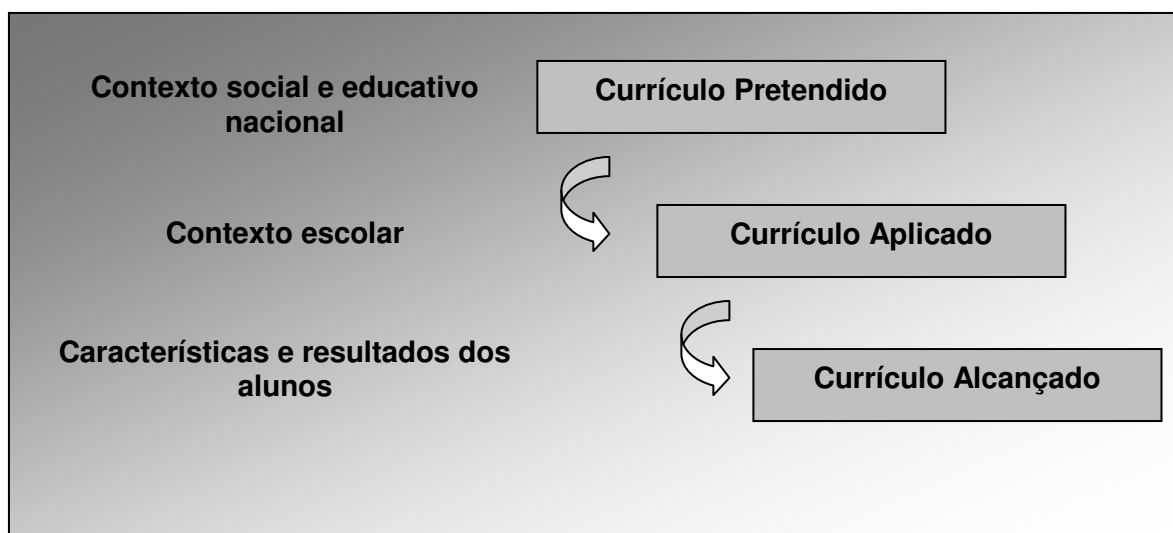 Contexto social e educativo
nacional
Currículo Pretendido
Contexto escolar
Currículo Aplicado
Características e resultados dos
alunos
Currículo Alcançado